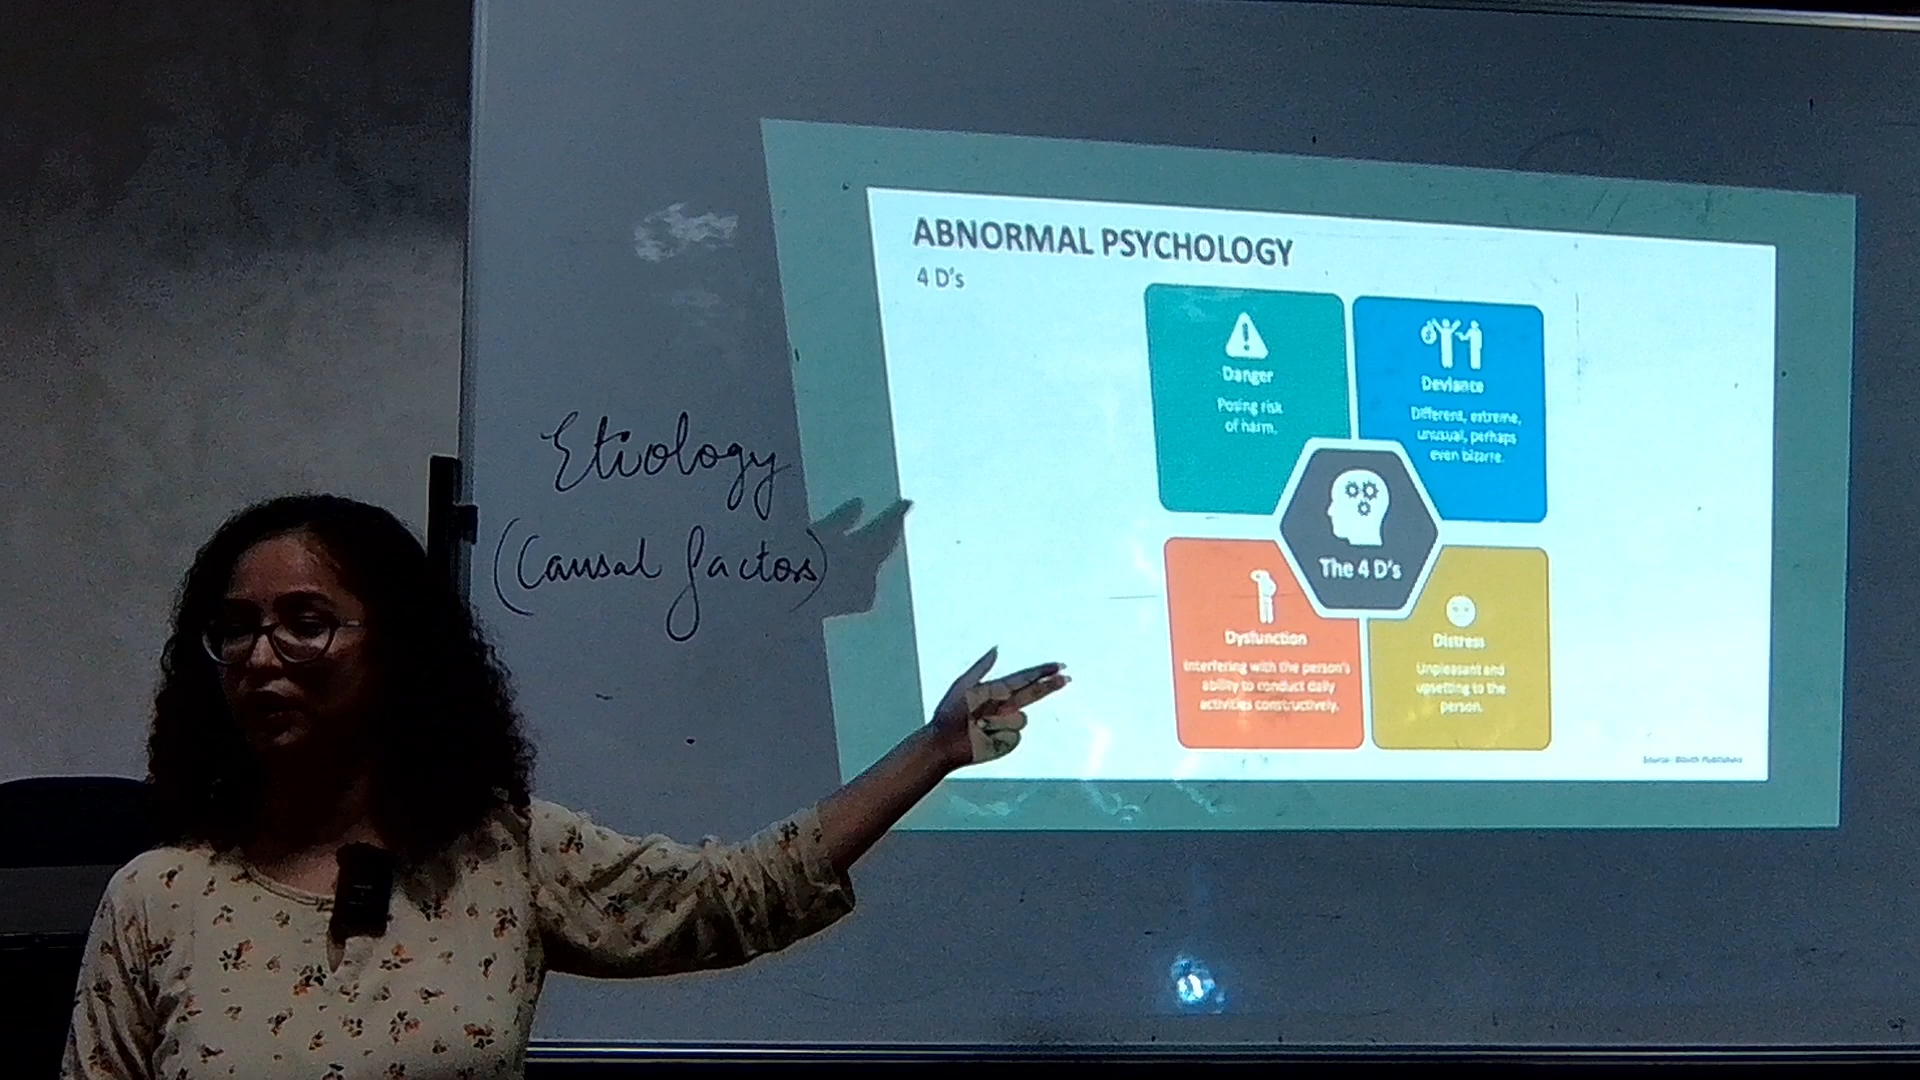 ABNORMAL PSYCHOLOGY
4 D's
Danger
Posing risk
of harm.
Deviance
Different, extreme,
unusual, perhaps
even bizarre.
The 4 D's
Dysfunction
Interfering with the person's
ability to conduct daily
activities constructively.
Distress
Unpleasant and
upsetting to the
person.
Etiology
(Causal factors)
Source: